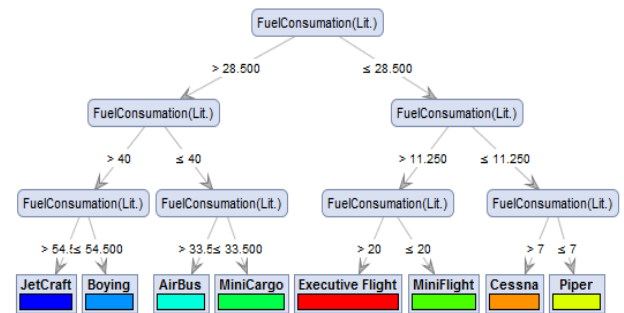 FuelConsumation(Lit.)
> 28.500 ≤ 28.500
FuelConsumation(Lit.) FuelConsumation(Lit.)
> 40 ≤ 40 > 11.250 ≤ 11.250
FuelConsumation(Lit.) FuelConsumation(Lit.) FuelConsumation(Lit.) FuelConsumation(Lit.)
> 54.5 ≤ 54.500 > 33.5 ≤ 33.500 > 20 ≤ 20 > 7 ≤ 7
JetCraft Boying AirBus MiniCargo Executive Flight MiniFlight Cessna Piper